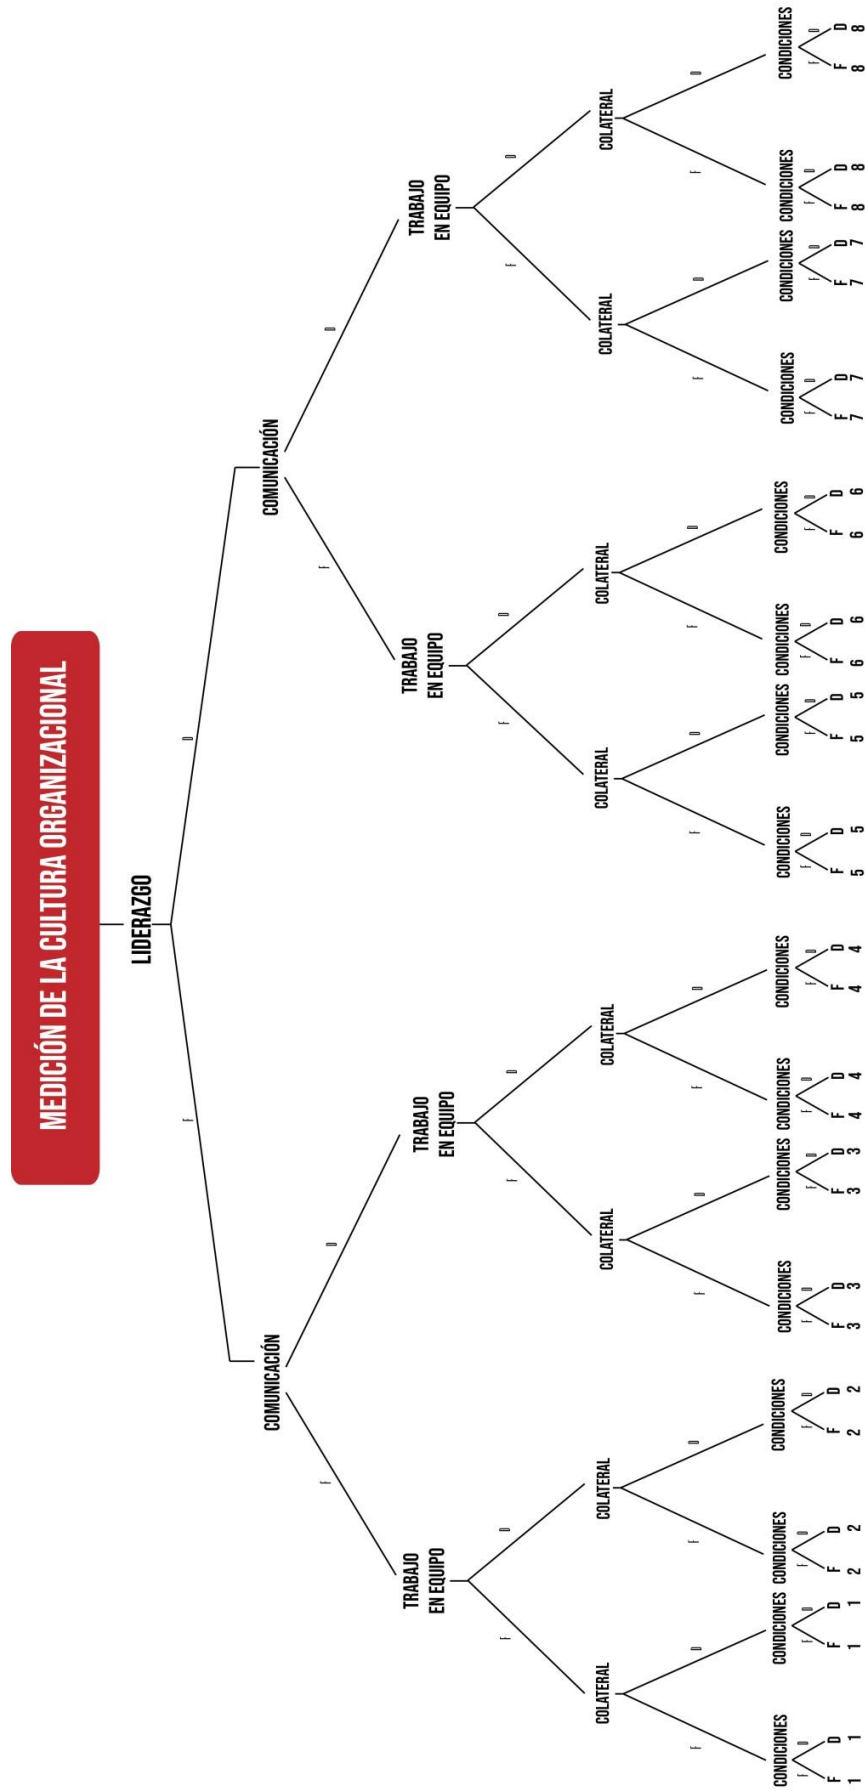 MEDICIÓN DE LA CULTURA ORGANIZACIONAL
LIDERAZGO
F D
COMUNICACIÓN COMUNICACIÓN
F D F D
TRABAJO TRABAJO TRABAJO TRABAJO
EN EQUIPO EN EQUIPO EN EQUIPO EN EQUIPO
F D F D F D F D
COLATERAL COLATERAL COLATERAL COLATERAL COLATERAL COLATERAL COLATERAL COLATERAL
F D F D F D F D F D F D F D F D
CONDICIONES CONDICIONES CONDICIONES CONDICIONES CONDICIONES CONDICIONES CONDICIONES CONDICIONES CONDICIONES CONDICIONES CONDICIONES CONDICIONES CONDICIONES CONDICIONES CONDICIONES CONDICIONES
F D F D F D F D F D F D F D F D F D F D F D F D F D F D F D F D
F D F D F D F D F D F D F D F D F D F D F D F D F D F D F D F D
1 1 1 1 2 2 2 2 3 3 3 3 4 4 4 4 5 5 5 5 6 6 6 6 7 7 7 7 8 8 8 8